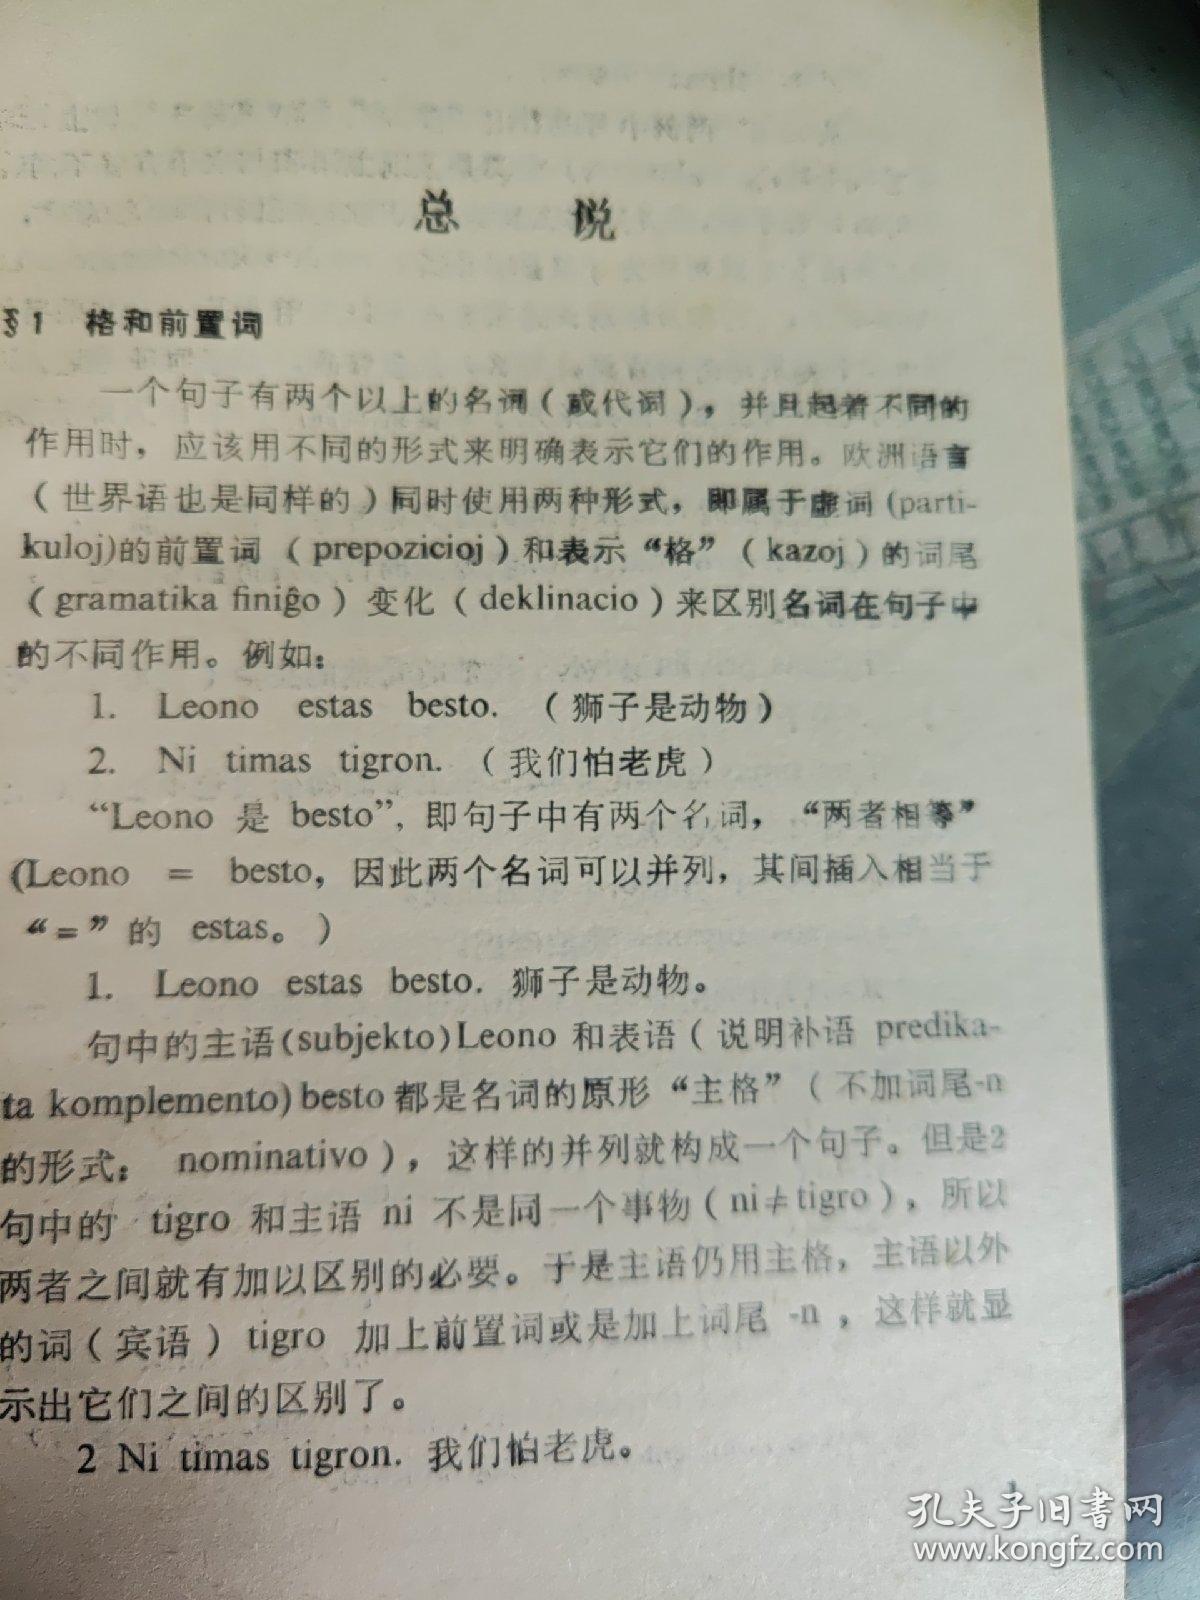 总 说
§1 格和前置词
一个句子有两个以上的名词（或代词），并且起着不同的
作用时，应该用不同的形式来明确表示它们的作用。欧洲语言
（世界语也是同样的）同时使用两种形式，即属于虚词 (parti-
kuloj)的前置词（prepozicioj）和表示“格”（kazoj）的词尾
（gramatika finiĝo）变化（deklinacio）来区别名词在句子中
的不同作用。例如：
1. Leono estas besto. （狮子是动物）
2. Ni timas tigron. （我们怕老虎）
“Leono 是 besto”, 即句子中有两个名词，“两者相等”
(Leono = besto, 因此两个名词可以并列，其间插入相当于
“=”的 estas。）
1. Leono estas besto. 狮子是动物。
句中的主语(subjekto)Leono 和表语（说明补语 predika-
ta komplemento) besto 都是名词的原形“主格”（不加词尾-n
的形式： nominativo），这样的并列就构成一个句子。但是2
句中的 tigro 和主语 ni 不是同一个事物（ni≠tigro），所以
两者之间就有加以区别的必要。于是主语仍用主格，主语以外
的词（宾语）tigro 加上前置词或是加上词尾 -n，这样就显
示出它们之间的区别了。
2 Ni timas tigron. 我们怕老虎。
1
孔夫子旧书网
www.kongfz.com